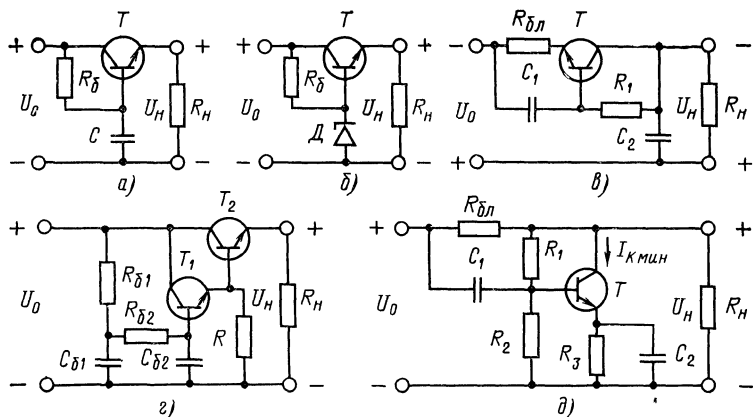 + T +
R_б
U_0 U_н R_н
C
− −
а)
+ T +
R_б
U_0 U_н R_н
Д
− −
б)
− R_бл T −
C_1 R_1
U_0 U_н R_н
C_2
+ +
в)
+ T_2 +
R_б1 T_1
U_0 R_б2 U_н R_н
C_б1 C_б2 R
− −
г)
+ R_бл +
C_1 R_1 I_к мин
U_0 T U_н R_н
R_2 R_3 C_2
− −
д)